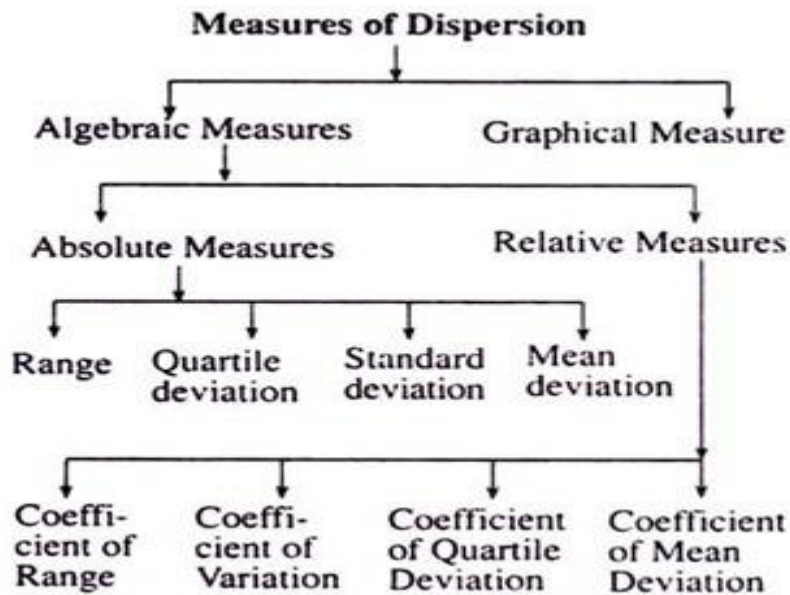 Measures of Dispersion
Algebraic Measures
Graphical Measure
Absolute Measures
Relative Measures
Range
Quartile
deviation
Standard
deviation
Mean
deviation
Coeffi-
cient of
Range
Coeffi-
cient of
Variation
Coefficient
of Quartile
Deviation
Coefficient
of Mean
Deviation